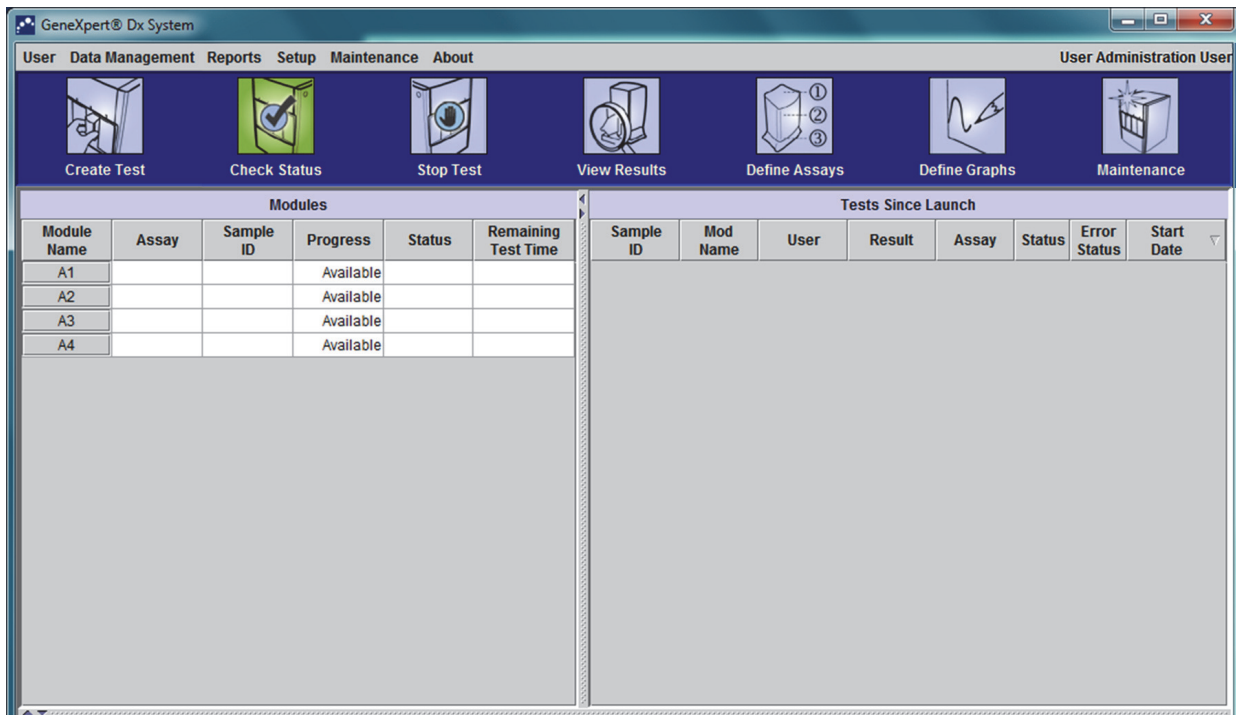 GeneXpert® Dx System
User Data Management Reports Setup Maintenance About User Administration User
Create Test Check Status Stop Test View Results Define Assays Define Graphs Maintenance
①
②
③
Modules
Module Name Assay Sample ID Progress Status Remaining Test Time
A1 Available
A2 Available
A3 Available
A4 Available
Tests Since Launch
Sample ID Mod Name User Result Assay Status Error Status Start Date